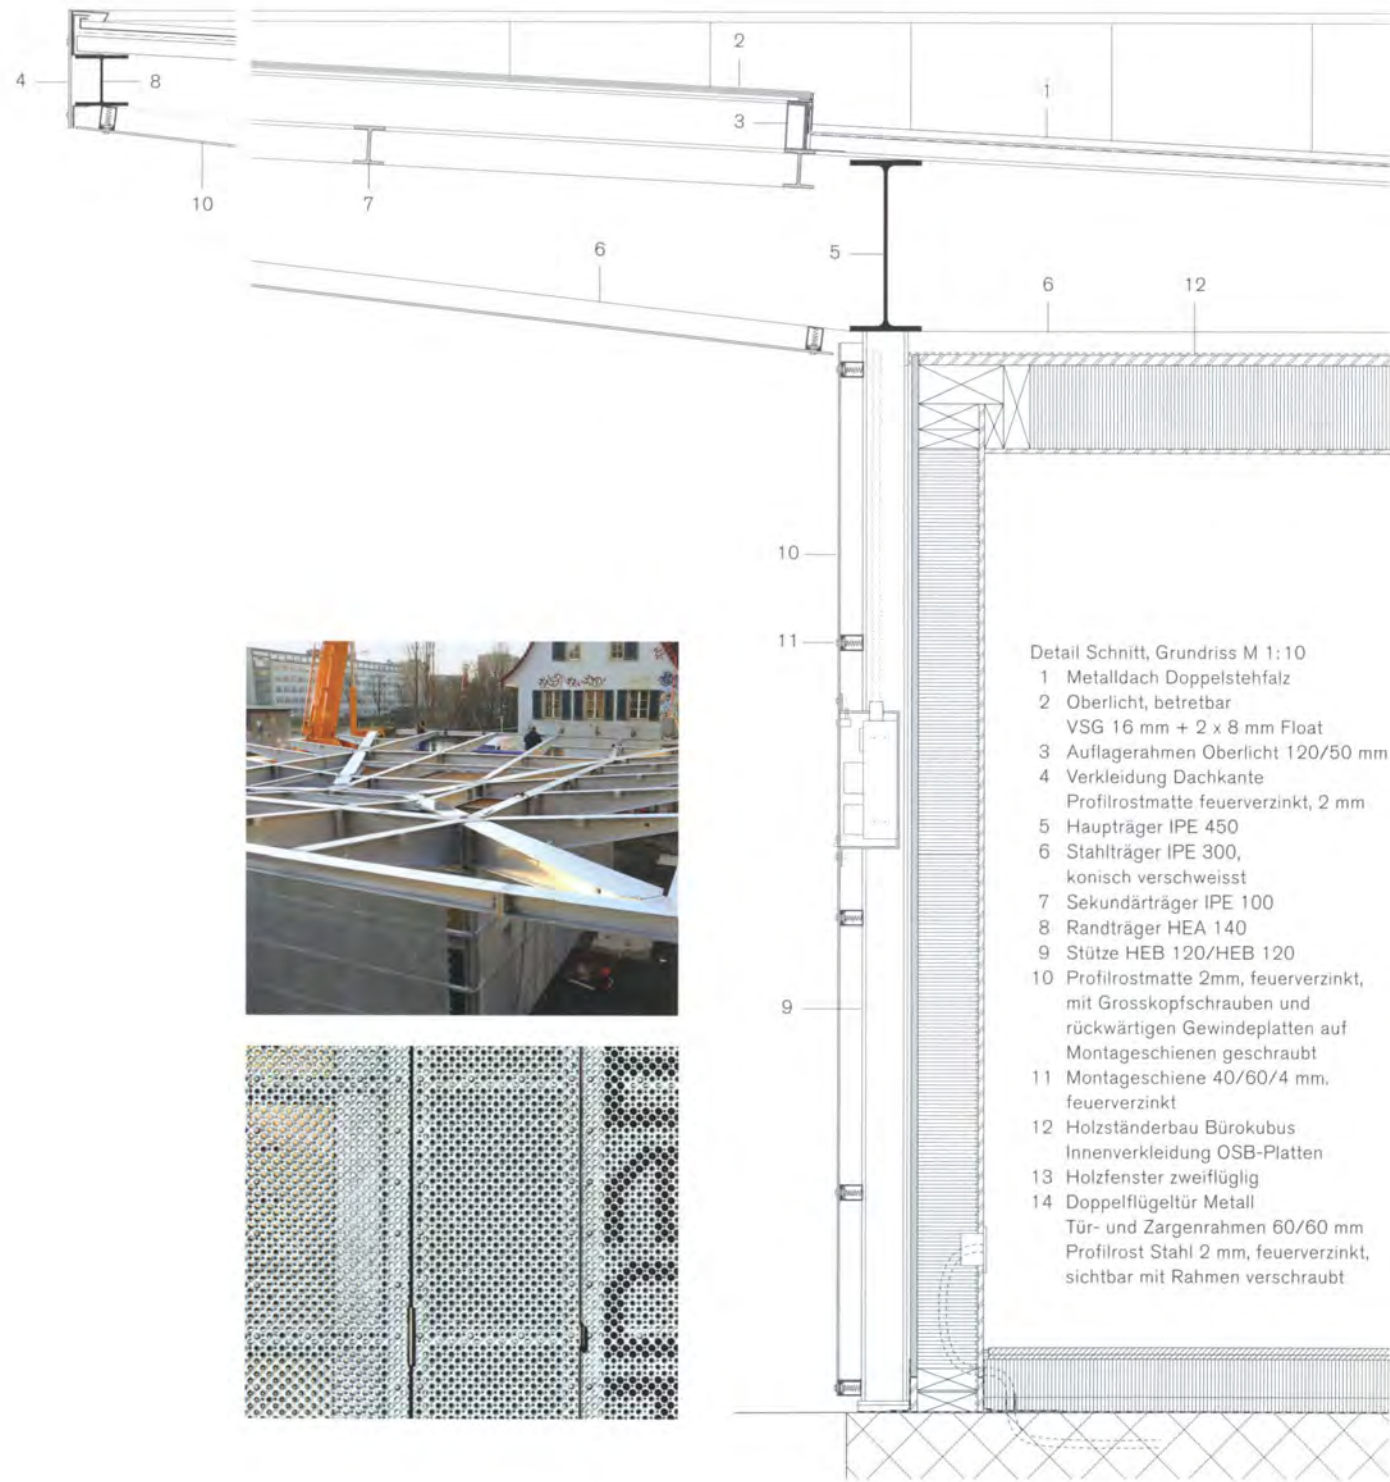 2
1
4
8
3
10
7
6
5
6
12
10
11
9
Detail Schnitt, Grundriss M 1:10
1 Metalldach Doppelstehfalz
2 Oberlicht, betretbar
VSG 16 mm + 2 x 8 mm Float
3 Auflagerahmen Oberlicht 120/50 mm
4 Verkleidung Dachkante
Profilrostmatte feuerverzinkt, 2 mm
5 Hauptträger IPE 450
6 Stahlträger IPE 300,
konisch verschweisst
7 Sekundärträger IPE 100
8 Randträger HEA 140
9 Stütze HEB 120/HEB 120
10 Profilrostmatte 2mm, feuerverzinkt,
mit Grosskopfschrauben und
rückwärtigen Gewindeplatten auf
Montageschienen geschraubt
11 Montageschiene 40/60/4 mm,
feuerverzinkt
12 Holzständerbau Bürokubus
Innenverkleidung OSB-Platten
13 Holzfenster zweiflüglig
14 Doppelflügeltür Metall
Tür- und Zargenrahmen 60/60 mm
Profilrost Stahl 2 mm, feuerverzinkt,
sichtbar mit Rahmen verschraubt